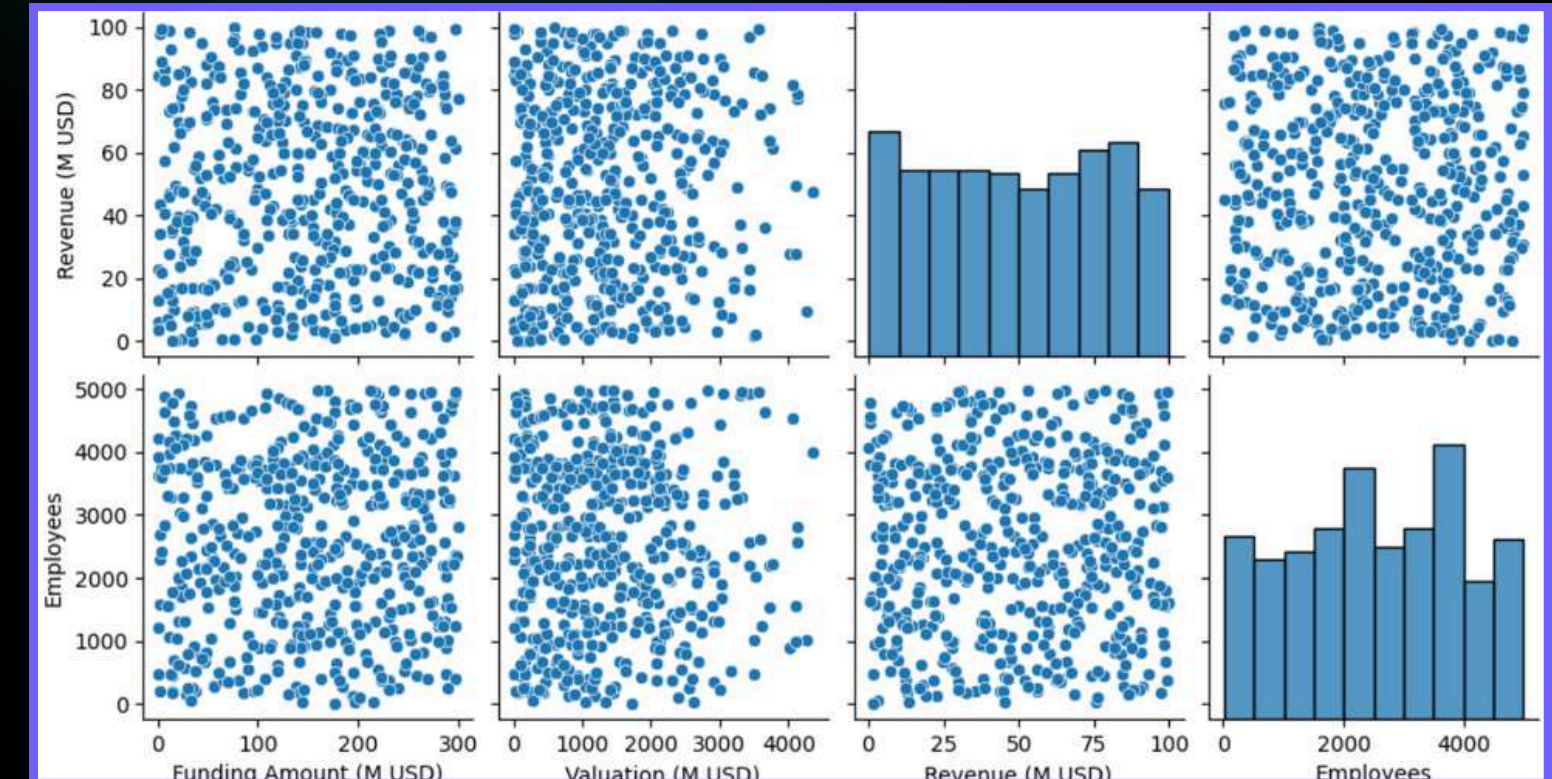 100
80
60
40
20
0
Revenue (M USD)
5000
4000
3000
2000
1000
0
Employees
0 100 200 300
0 1000 2000 3000 4000
0 25 50 75 100
0 2000 4000
Funding Amount (M USD)
Valuation (M USD)
Revenue (M USD)
Employees